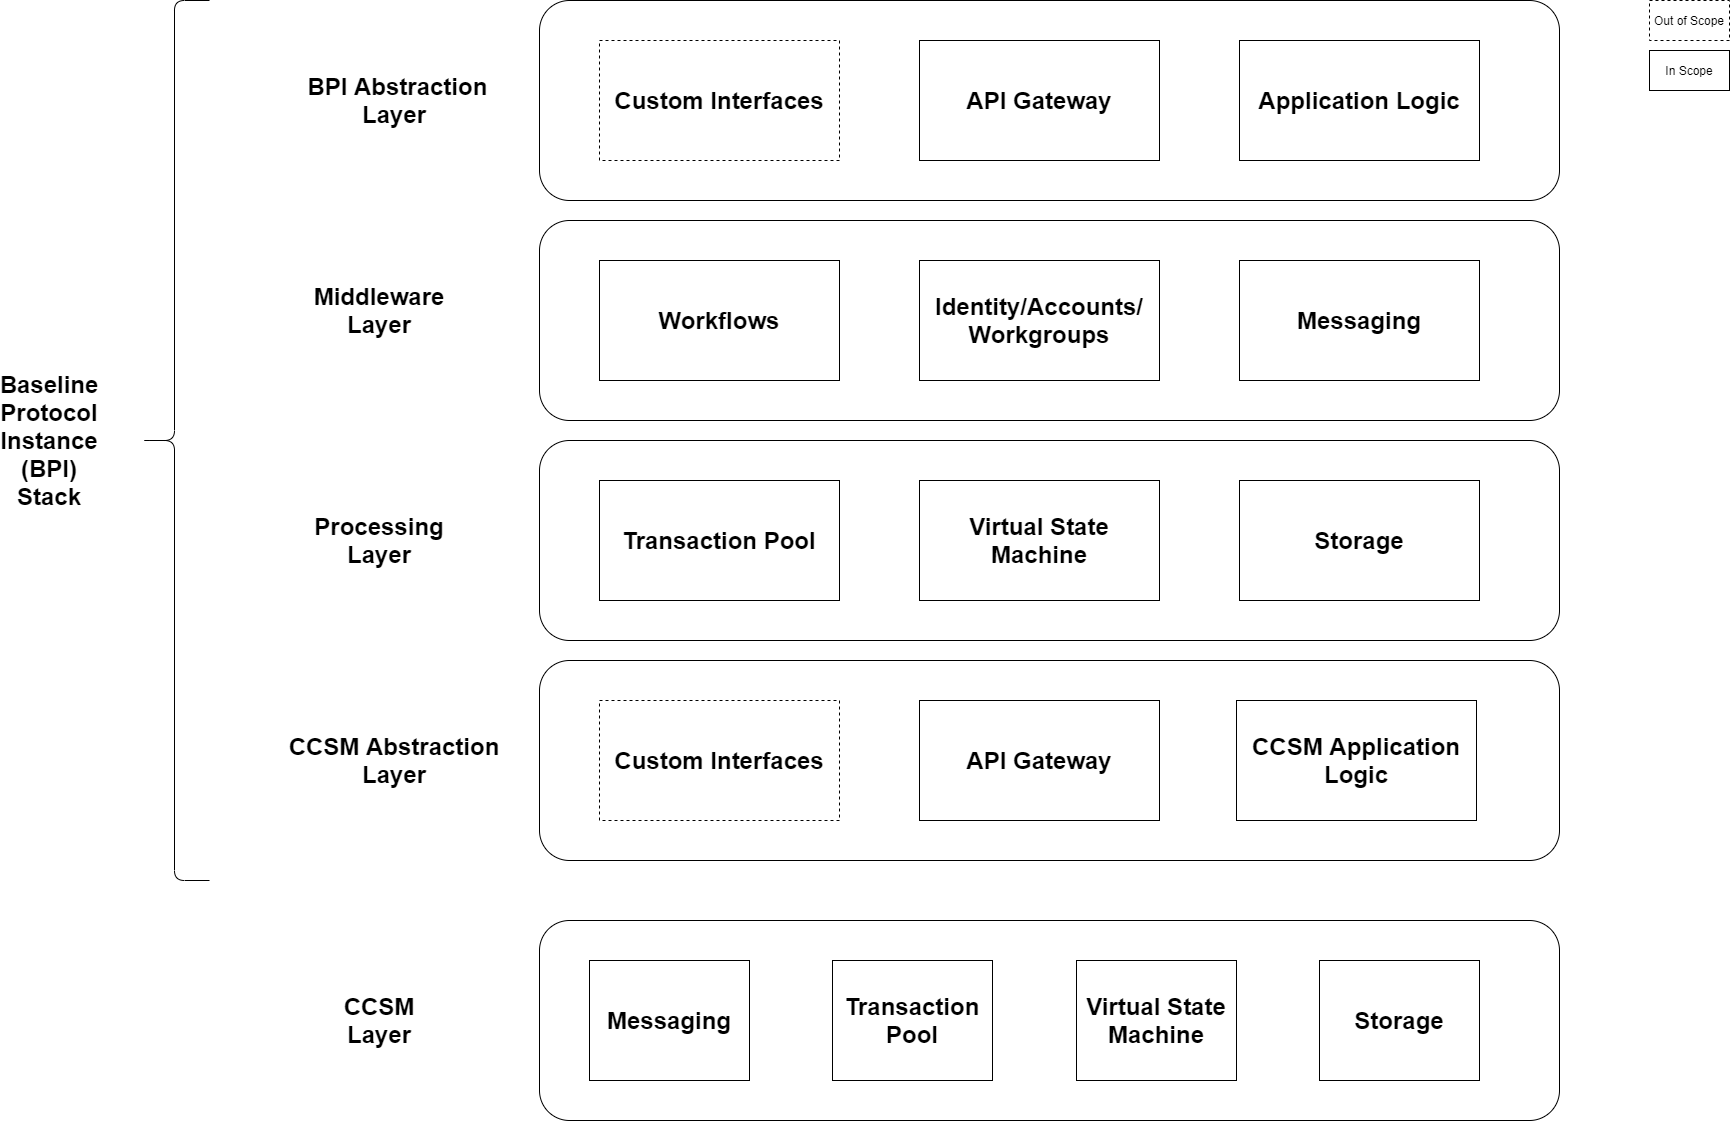 Out of Scope
In Scope
BPI Abstraction
Layer
Custom Interfaces
API Gateway
Application Logic
Middleware
Layer
Workflows
Identity/Accounts/
Workgroups
Messaging
Baseline
Protocol
Instance
(BPI)
Stack
Processing
Layer
Transaction Pool
Virtual State
Machine
Storage
CCSM Abstraction
Layer
Custom Interfaces
API Gateway
CCSM Application
Logic
CCSM
Layer
Messaging
Transaction
Pool
Virtual State
Machine
Storage